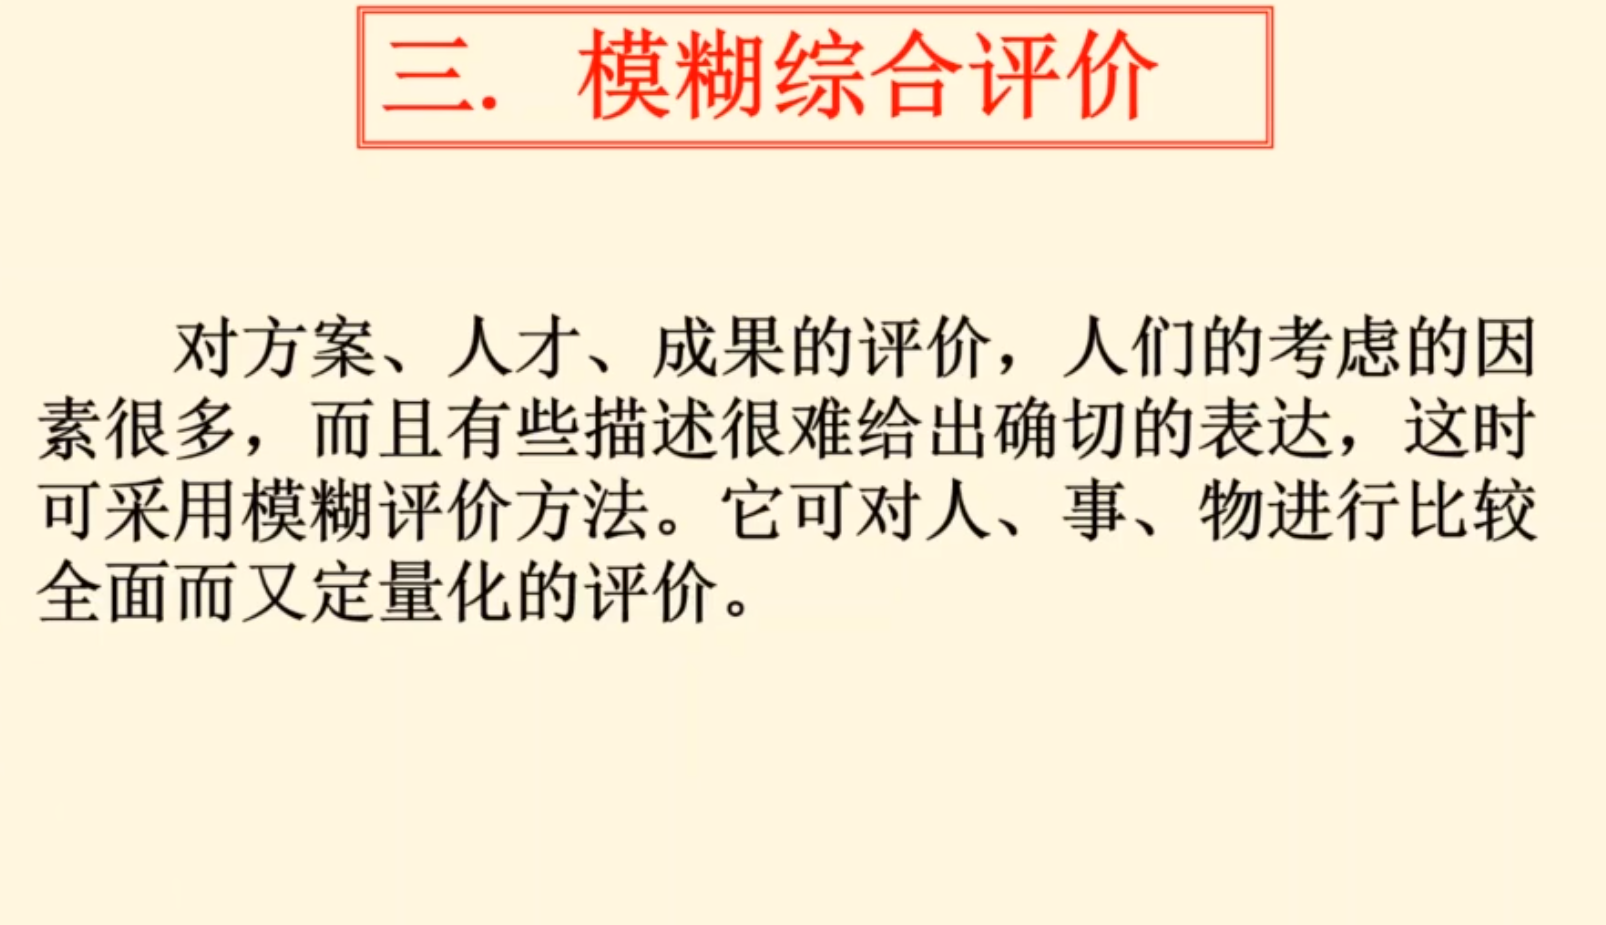 三. 模糊综合评价
对方案、人才、成果的评价，人们的考虑的因
素很多，而且有些描述很难给出确切的表达，这时
可采用模糊评价方法。它可对人、事、物进行比较
全面而又定量化的评价。